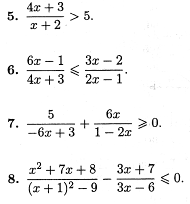 5. \frac{4x + 3}{x + 2} > 5.
6. \frac{6x - 1}{4x + 3} \leqslant \frac{3x - 2}{2x - 1}.
7. \frac{5}{-6x + 3} + \frac{6x}{1 - 2x} \geqslant 0.
8. \frac{x^2 + 7x + 8}{(x + 1)^2 - 9} - \frac{3x + 7}{3x - 6} \leqslant 0.